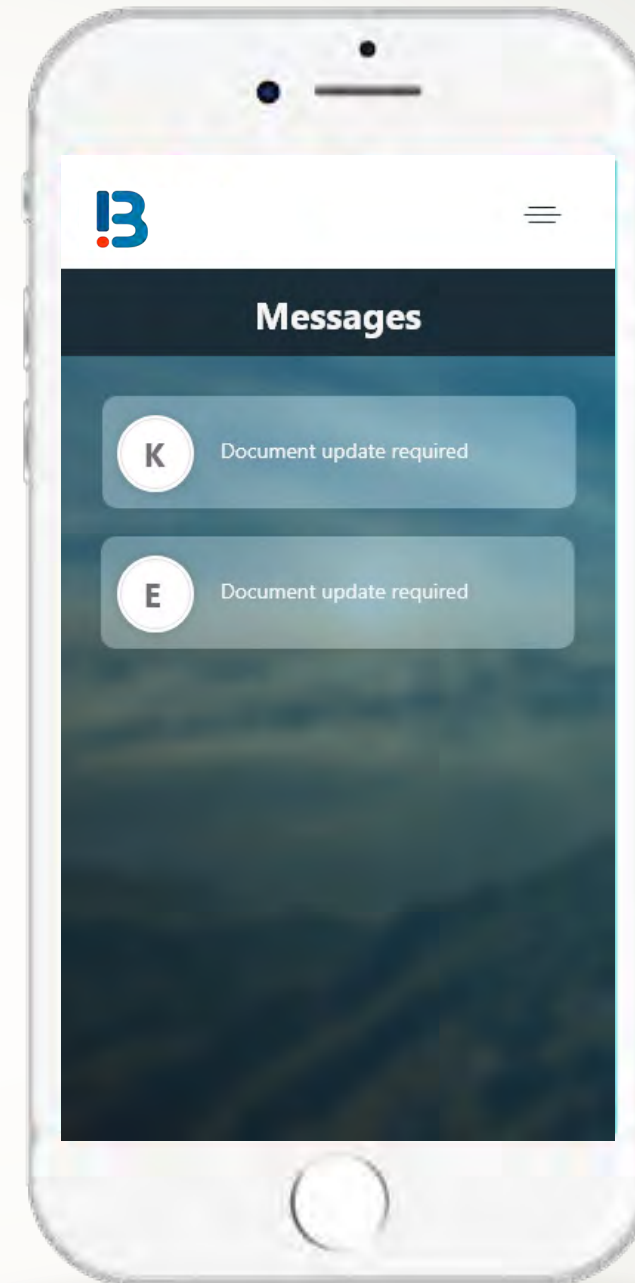 B
Messages
K
Document update required
E
Document update required